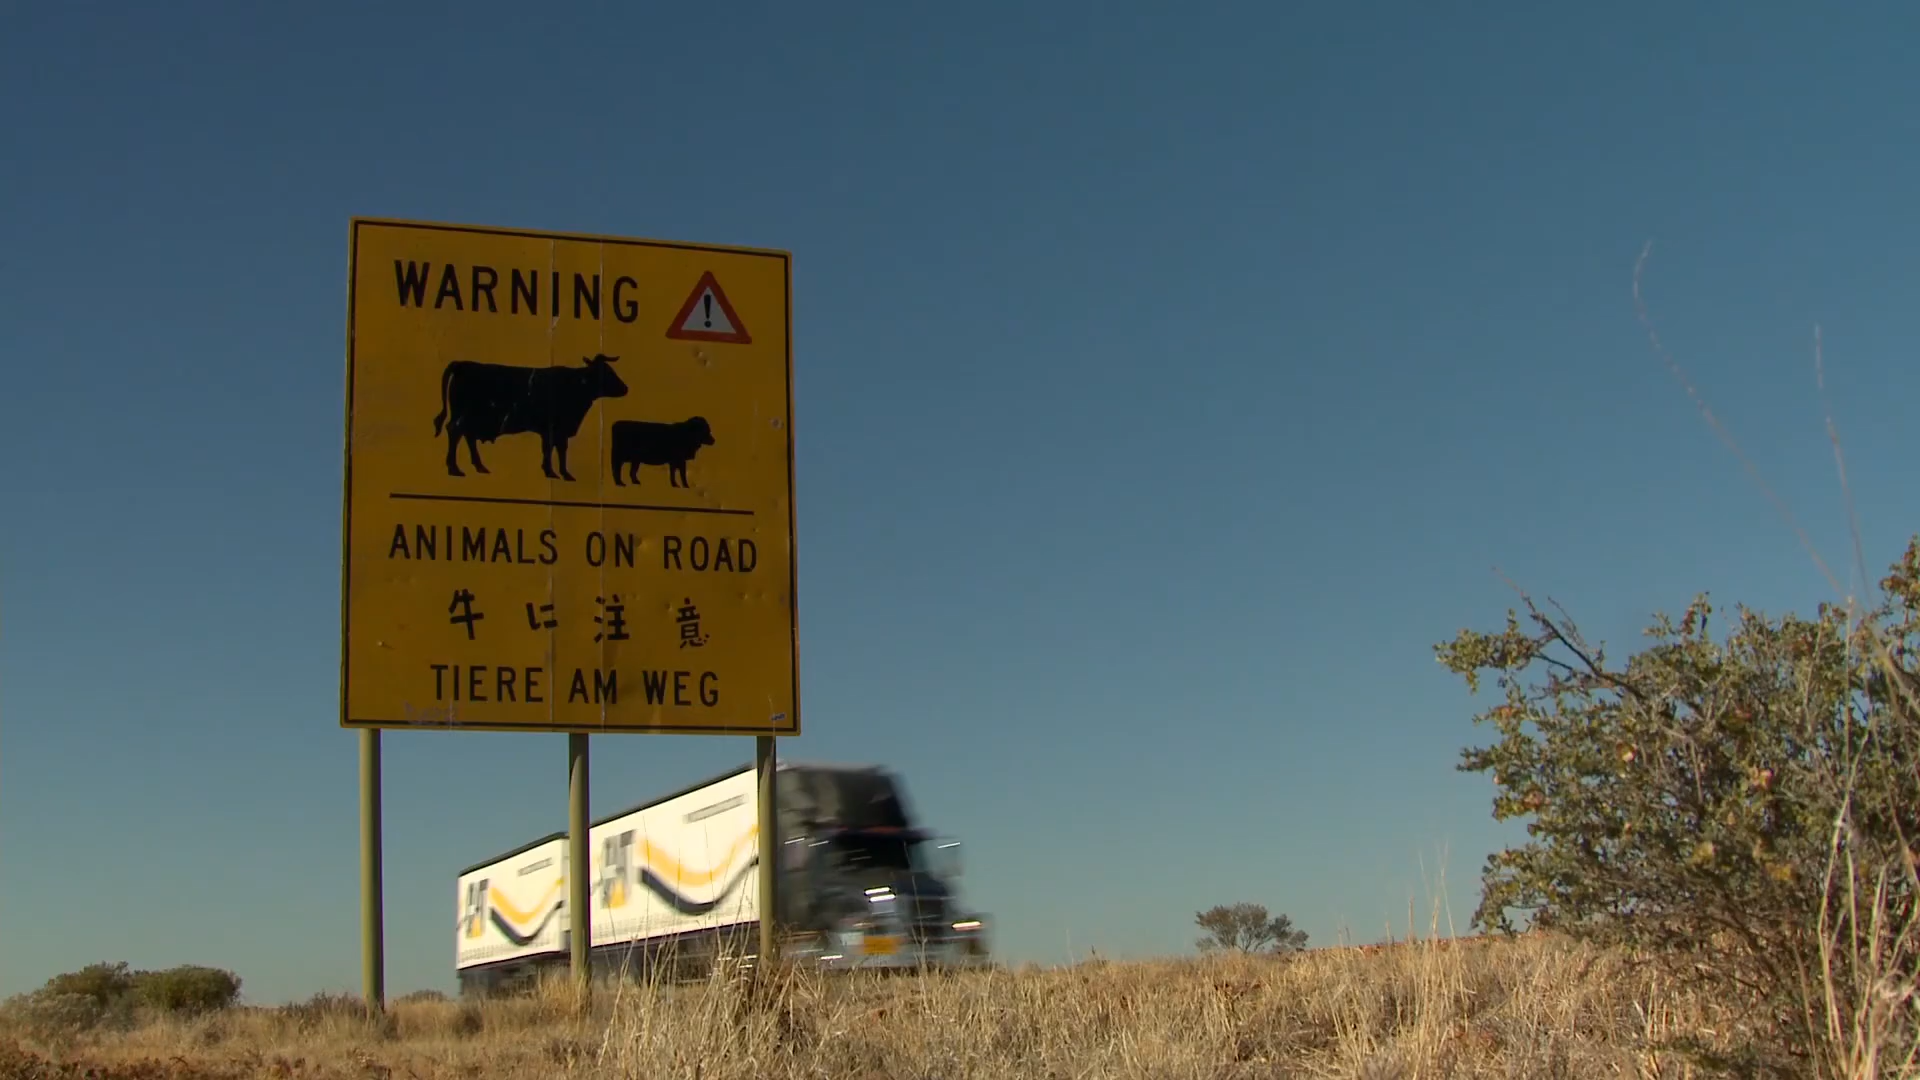 WARNING
ANIMALS ON ROAD
牛に注意
TIERE AM WEG